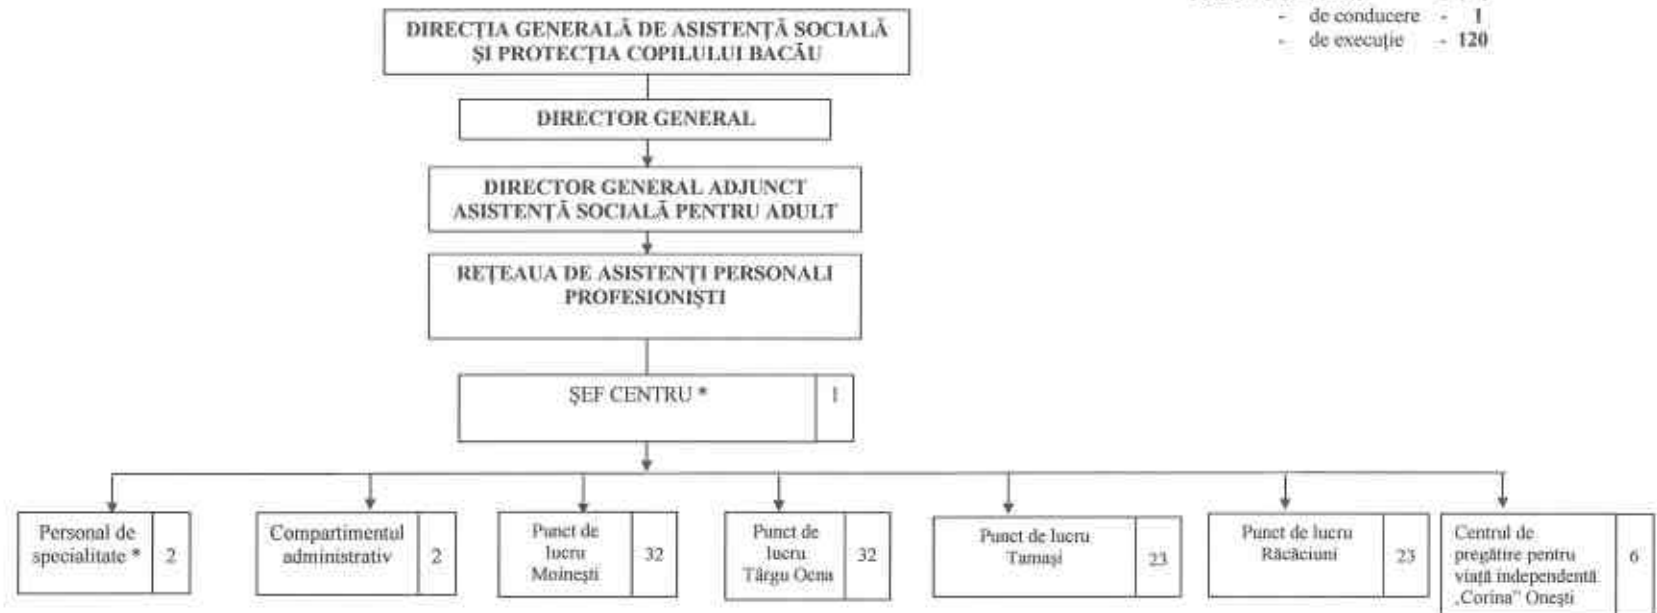 - de conducere - 1
- de execuție - 120
DIRECȚIA GENERALĂ DE ASISTENȚĂ SOCIALĂ
ȘI PROTECȚIA COPILULUI BACĂU
DIRECTOR GENERAL
DIRECTOR GENERAL ADJUNCT
ASISTENȚĂ SOCIALĂ PENTRU ADULT
REȚEAUA DE ASISTENȚI PERSONALI
PROFESIONIȘTI
ȘEF CENTRU *
1
Personal de
specialitate *
2
Compartimentul
administrativ
2
Punct de
lucru
Moinești
32
Punct de
lucru
Târgu Ocna
32
Punct de lucru
Tamași
23
Punct de lucru
Răcăciuni
23
Centrul de
pregătire pentru
viață independentă
„Corina” Onești
6